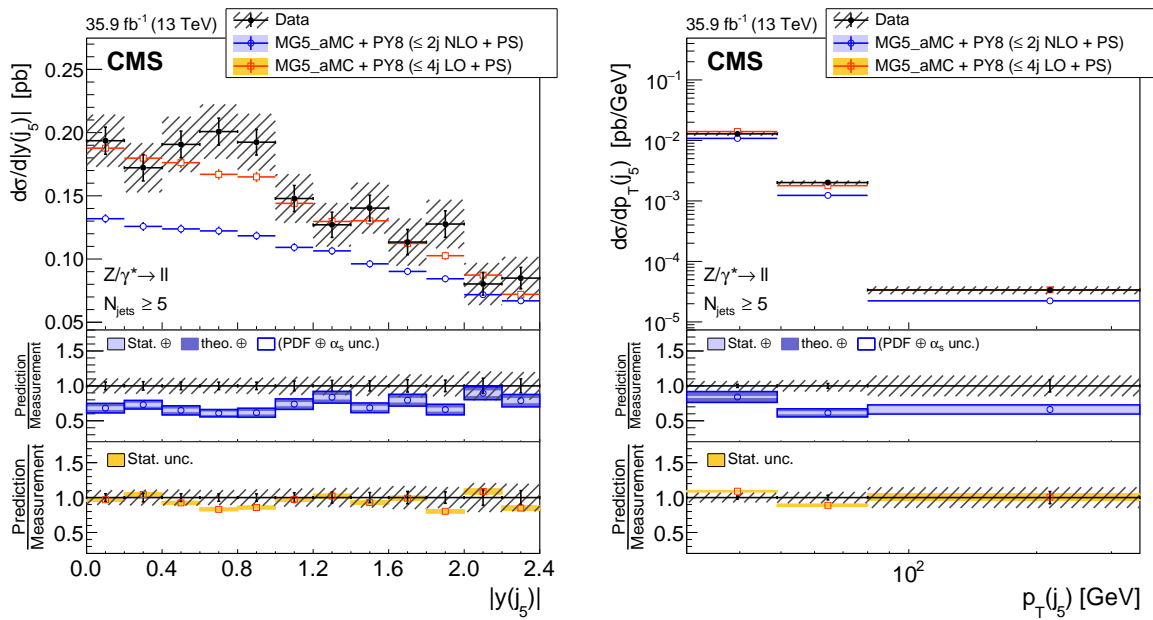 35.9 fb⁻¹ (13 TeV)
Data
MG5_aMC + PY8 (≤ 2j NLO + PS)
MG5_aMC + PY8 (≤ 4j LO + PS)
CMS
dσ/d|y(j₅)| [pb]
0.25
0.20
0.15
0.10
0.05
Z/γ*→ ll
N_jets ≥ 5
Stat. ⊕ theo. ⊕ (PDF ⊕ αₛ unc.)
Prediction
Measurement
1.5
1.0
0.5
Stat. unc.
Prediction
Measurement
1.5
1.0
0.5
0.0 0.4 0.8 1.2 1.6 2.0 2.4
|y(j₅)|
35.9 fb⁻¹ (13 TeV)
Data
MG5_aMC + PY8 (≤ 2j NLO + PS)
MG5_aMC + PY8 (≤ 4j LO + PS)
CMS
dσ/dp_T(j₅) [pb/GeV]
10⁻¹
10⁻²
10⁻³
10⁻⁴
10⁻⁵
Z/γ*→ ll
N_jets ≥ 5
Stat. ⊕ theo. ⊕ (PDF ⊕ αₛ unc.)
Prediction
Measurement
1.5
1.0
0.5
Stat. unc.
Prediction
Measurement
1.5
1.0
0.5
10²
p_T(j₅) [GeV]